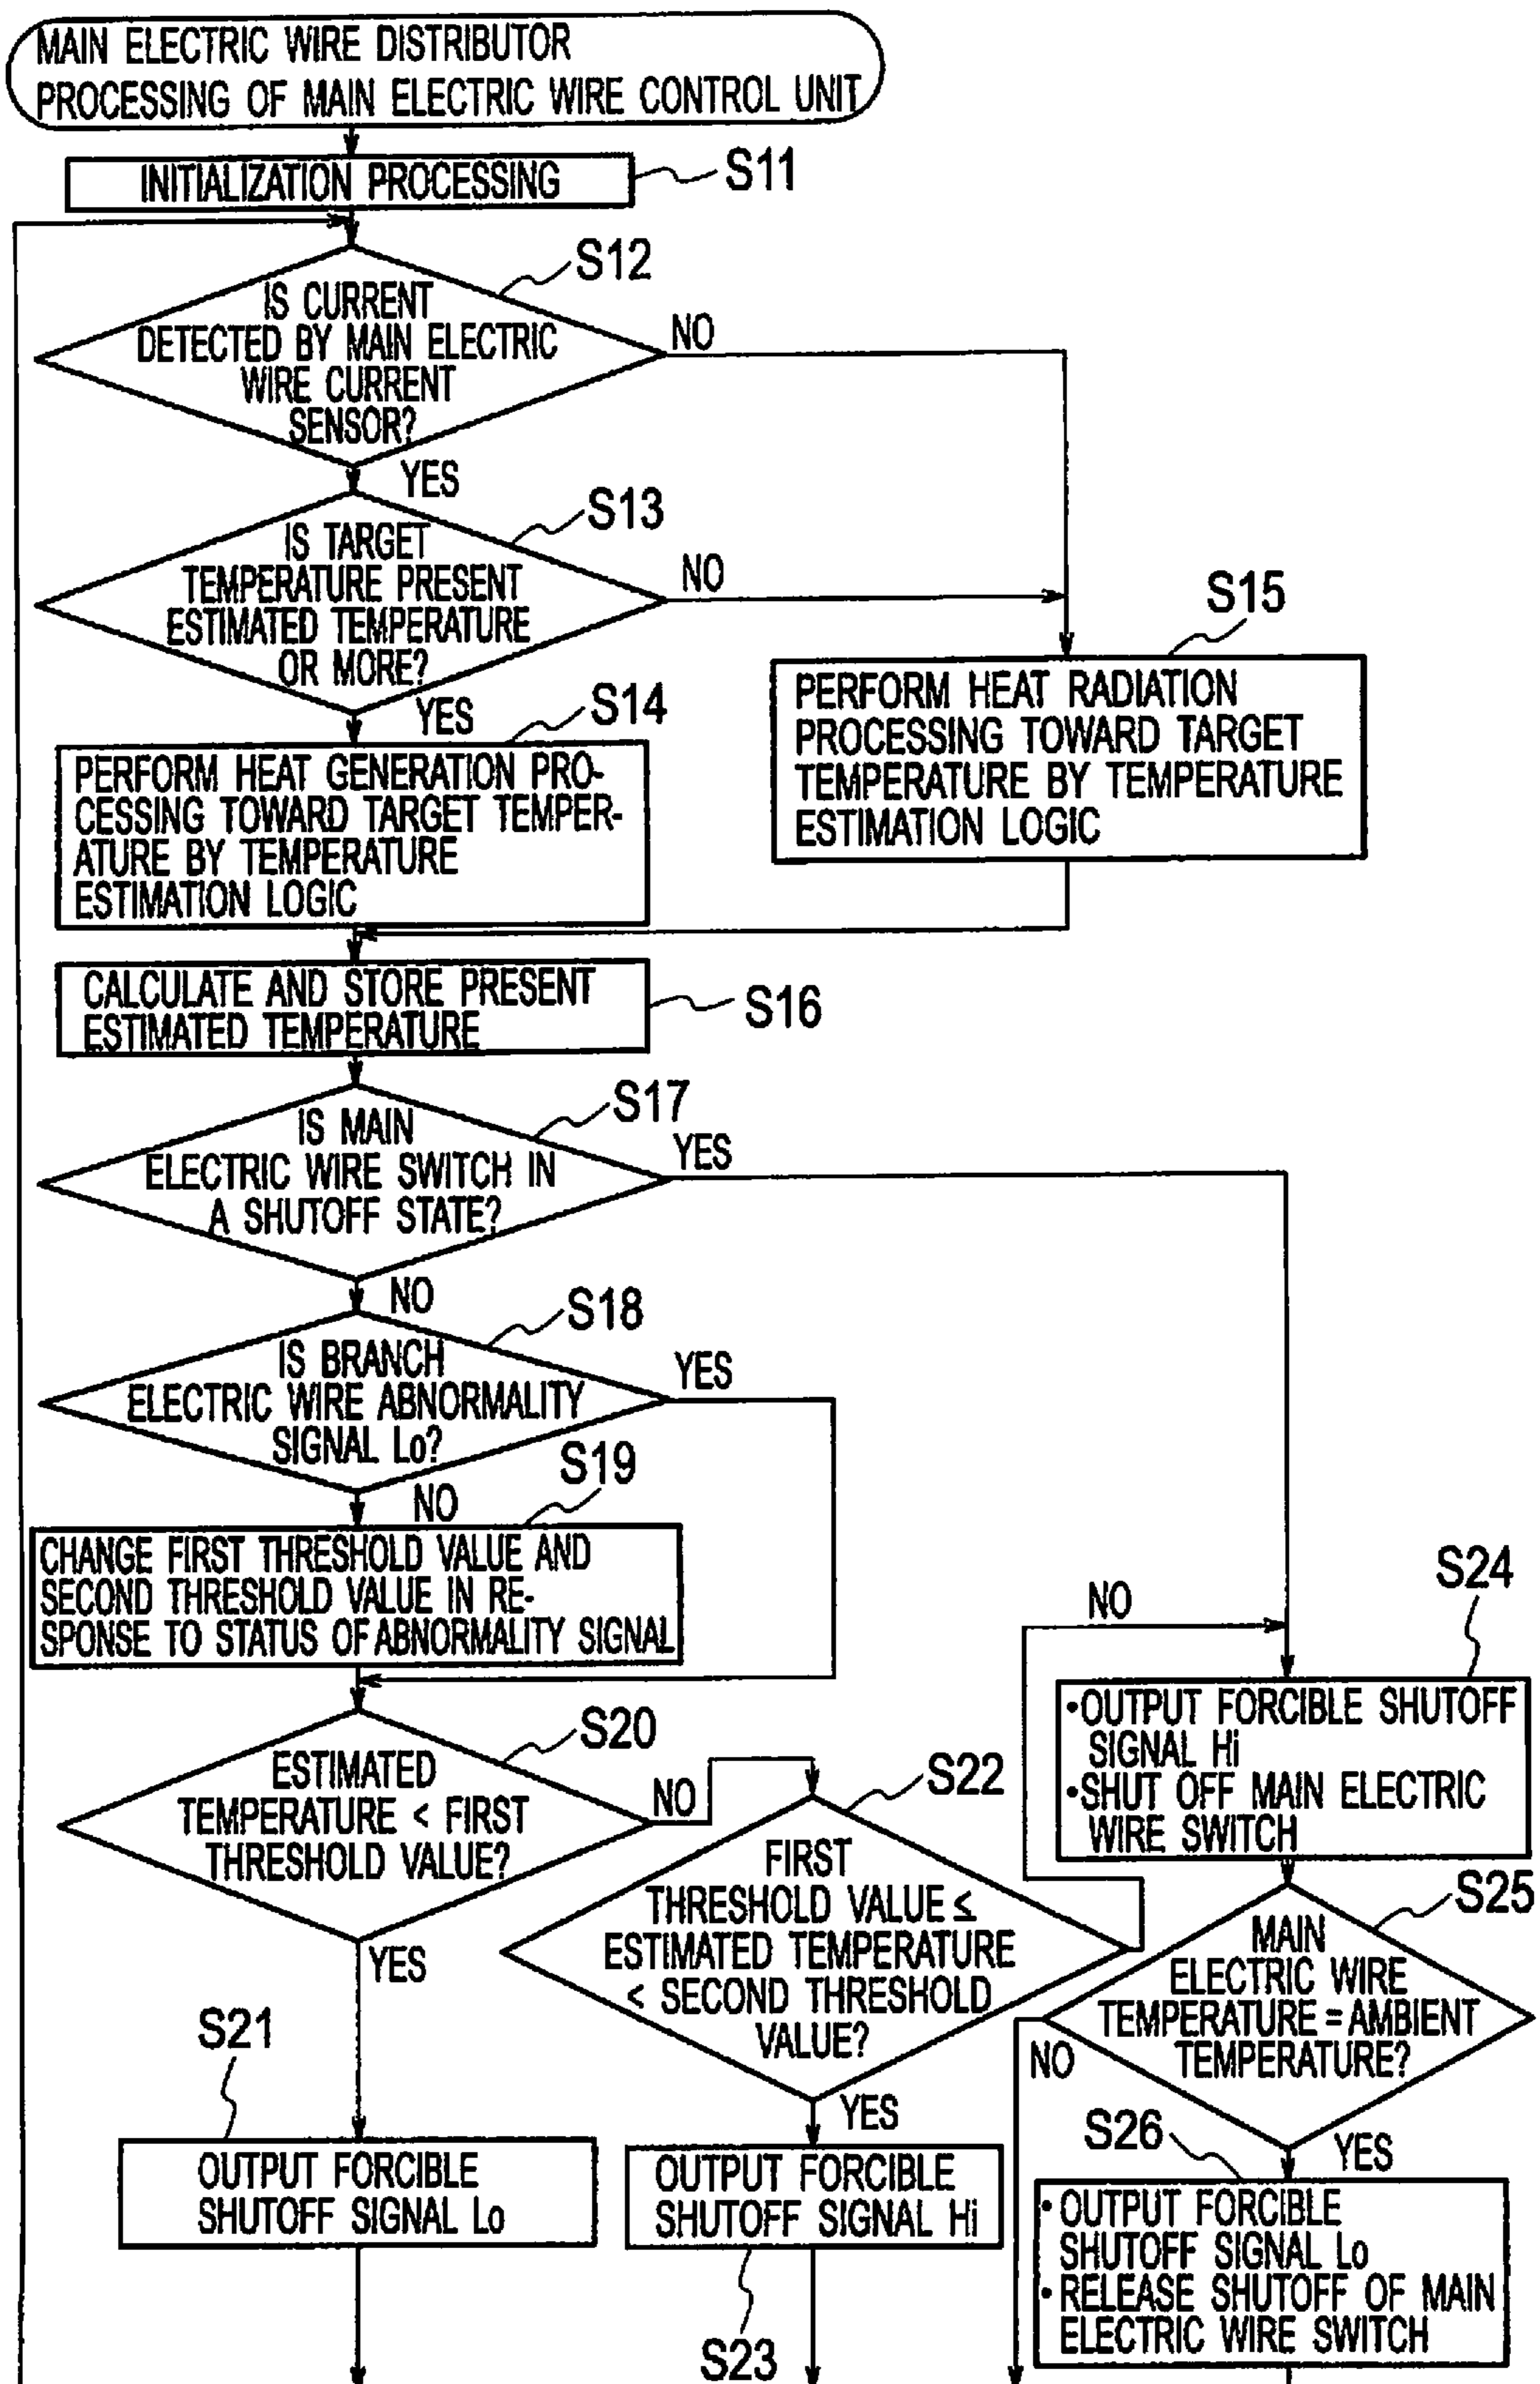 MAIN ELECTRIC WIRE DISTRIBUTOR
PROCESSING OF MAIN ELECTRIC WIRE CONTROL UNIT
INITIALIZATION PROCESSING
S11
S12
IS CURRENT
DETECTED BY MAIN ELECTRIC
WIRE CURRENT
SENSOR?
NO
YES
S13
IS TARGET
TEMPERATURE PRESENT
ESTIMATED TEMPERATURE
OR MORE?
NO
YES
S14
PERFORM HEAT GENERATION PRO-
CESSING TOWARD TARGET TEMPER-
ATURE BY TEMPERATURE
ESTIMATION LOGIC
S15
PERFORM HEAT RADIATION
PROCESSING TOWARD TARGET
TEMPERATURE BY TEMPERATURE
ESTIMATION LOGIC
CALCULATE AND STORE PRESENT
ESTIMATED TEMPERATURE
S16
S17
IS MAIN
ELECTRIC WIRE SWITCH IN
A SHUTOFF STATE?
YES
NO
S18
IS BRANCH
ELECTRIC WIRE ABNORMALITY
SIGNAL Lo?
YES
NO
S19
CHANGE FIRST THRESHOLD VALUE AND
SECOND THRESHOLD VALUE IN RE-
SPONSE TO STATUS OF ABNORMALITY SIGNAL
S20
ESTIMATED
TEMPERATURE < FIRST
THRESHOLD VALUE?
NO
YES
S21
OUTPUT FORCIBLE
SHUTOFF SIGNAL Lo
S22
FIRST
THRESHOLD VALUE ≤
ESTIMATED TEMPERATURE
< SECOND THRESHOLD
VALUE?
NO
YES
OUTPUT FORCIBLE
SHUTOFF SIGNAL Hi
S23
S24
•OUTPUT FORCIBLE SHUTOFF
SIGNAL Hi
•SHUT OFF MAIN ELECTRIC
WIRE SWITCH
S25
MAIN
ELECTRIC WIRE
TEMPERATURE = AMBIENT
TEMPERATURE?
NO
YES
S26
• OUTPUT FORCIBLE
SHUTOFF SIGNAL Lo
• RELEASE SHUTOFF OF MAIN
ELECTRIC WIRE SWITCH